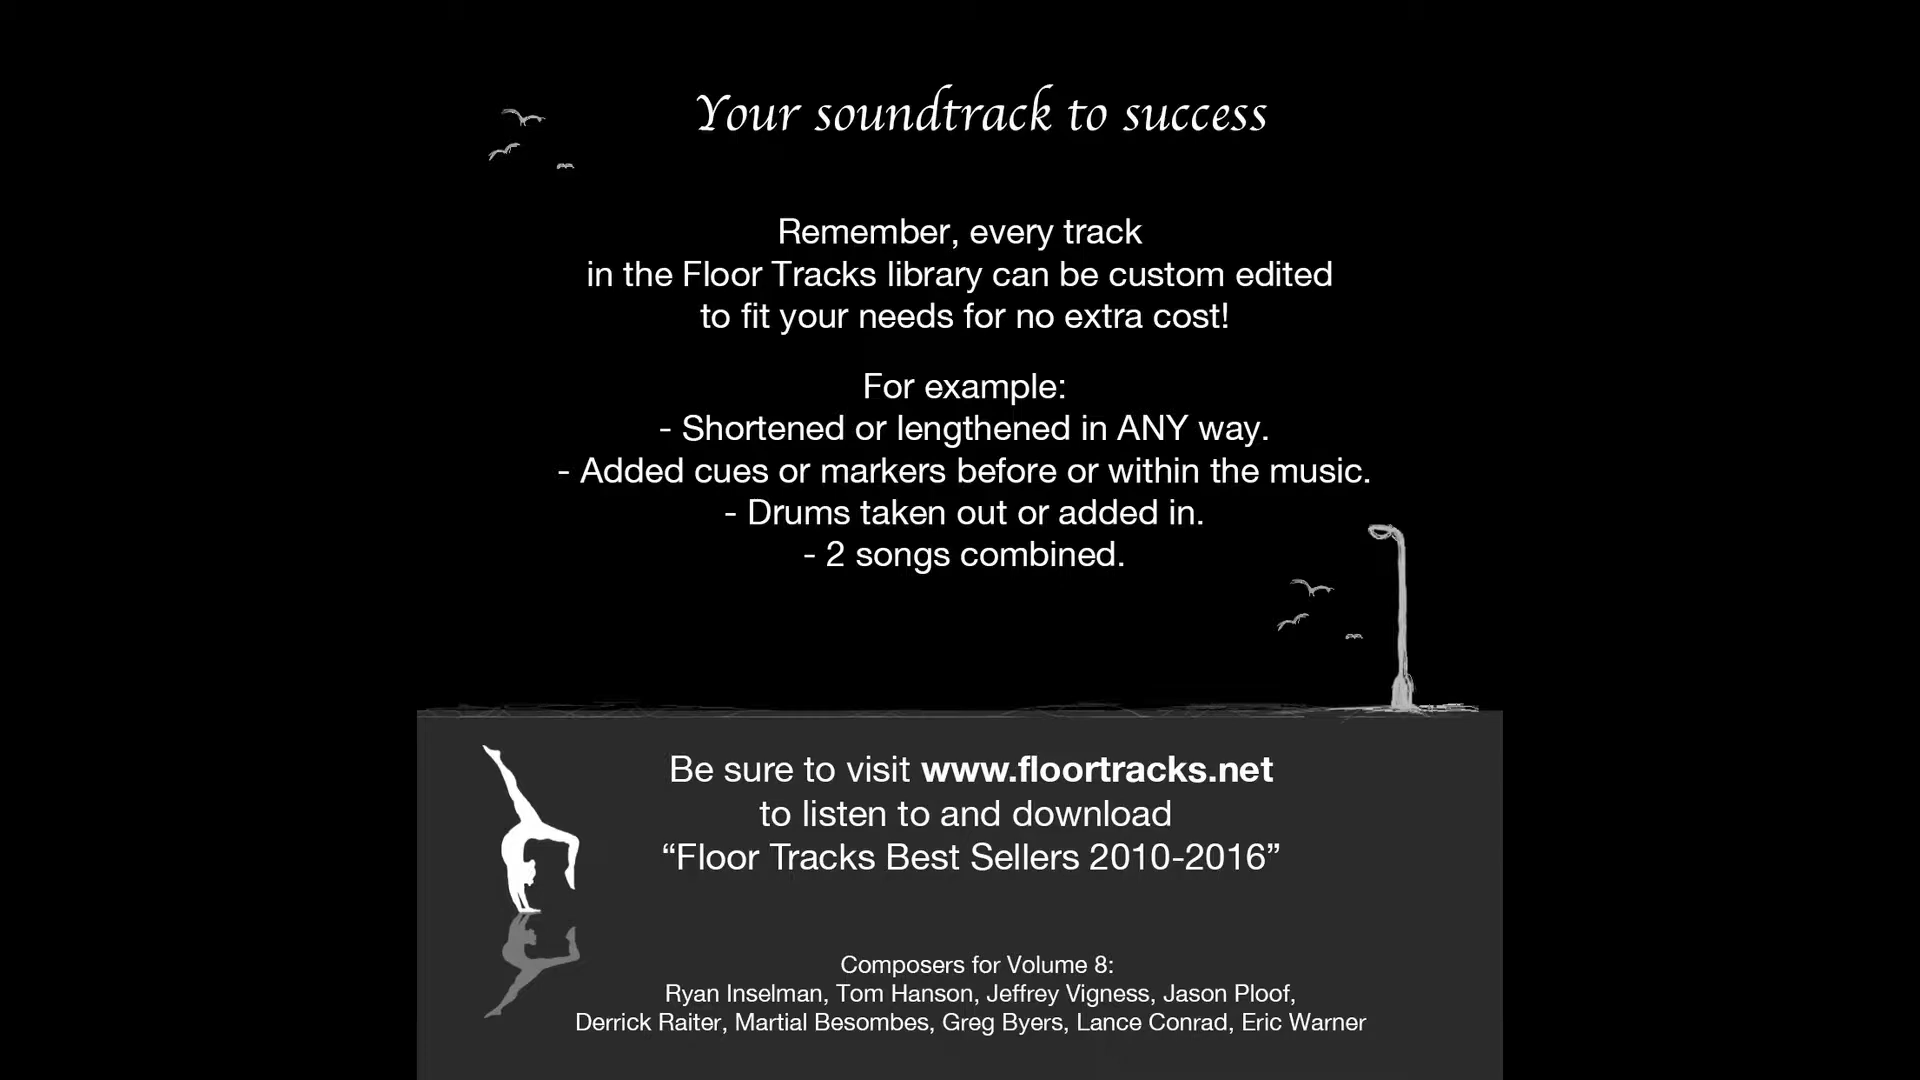 Your soundtrack to success
Remember, every track
in the Floor Tracks library can be custom edited
to fit your needs for no extra cost!
For example:
- Shortened or lengthened in ANY way.
- Added cues or markers before or within the music.
- Drums taken out or added in.
- 2 songs combined.
Be sure to visit www.floortracks.net
to listen to and download
“Floor Tracks Best Sellers 2010-2016”
Composers for Volume 8:
Ryan Inselman, Tom Hanson, Jeffrey Vigness, Jason Ploof,
Derrick Raiter, Martial Besombes, Greg Byers, Lance Conrad, Eric Warner